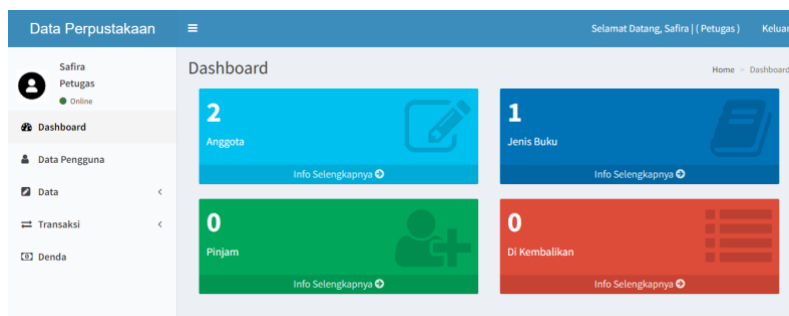 Data Perpustakaan
Selamat Datang, Safira | ( Petugas )
Keluar
Safira
Petugas
Online
Dashboard
Data Pengguna
Data
Transaksi
Denda
Dashboard
Home > Dashboard
2
Anggota
Info Selengkapnya
1
Jenis Buku
Info Selengkapnya
0
Pinjam
Info Selengkapnya
0
Di Kembalikan
Info Selengkapnya